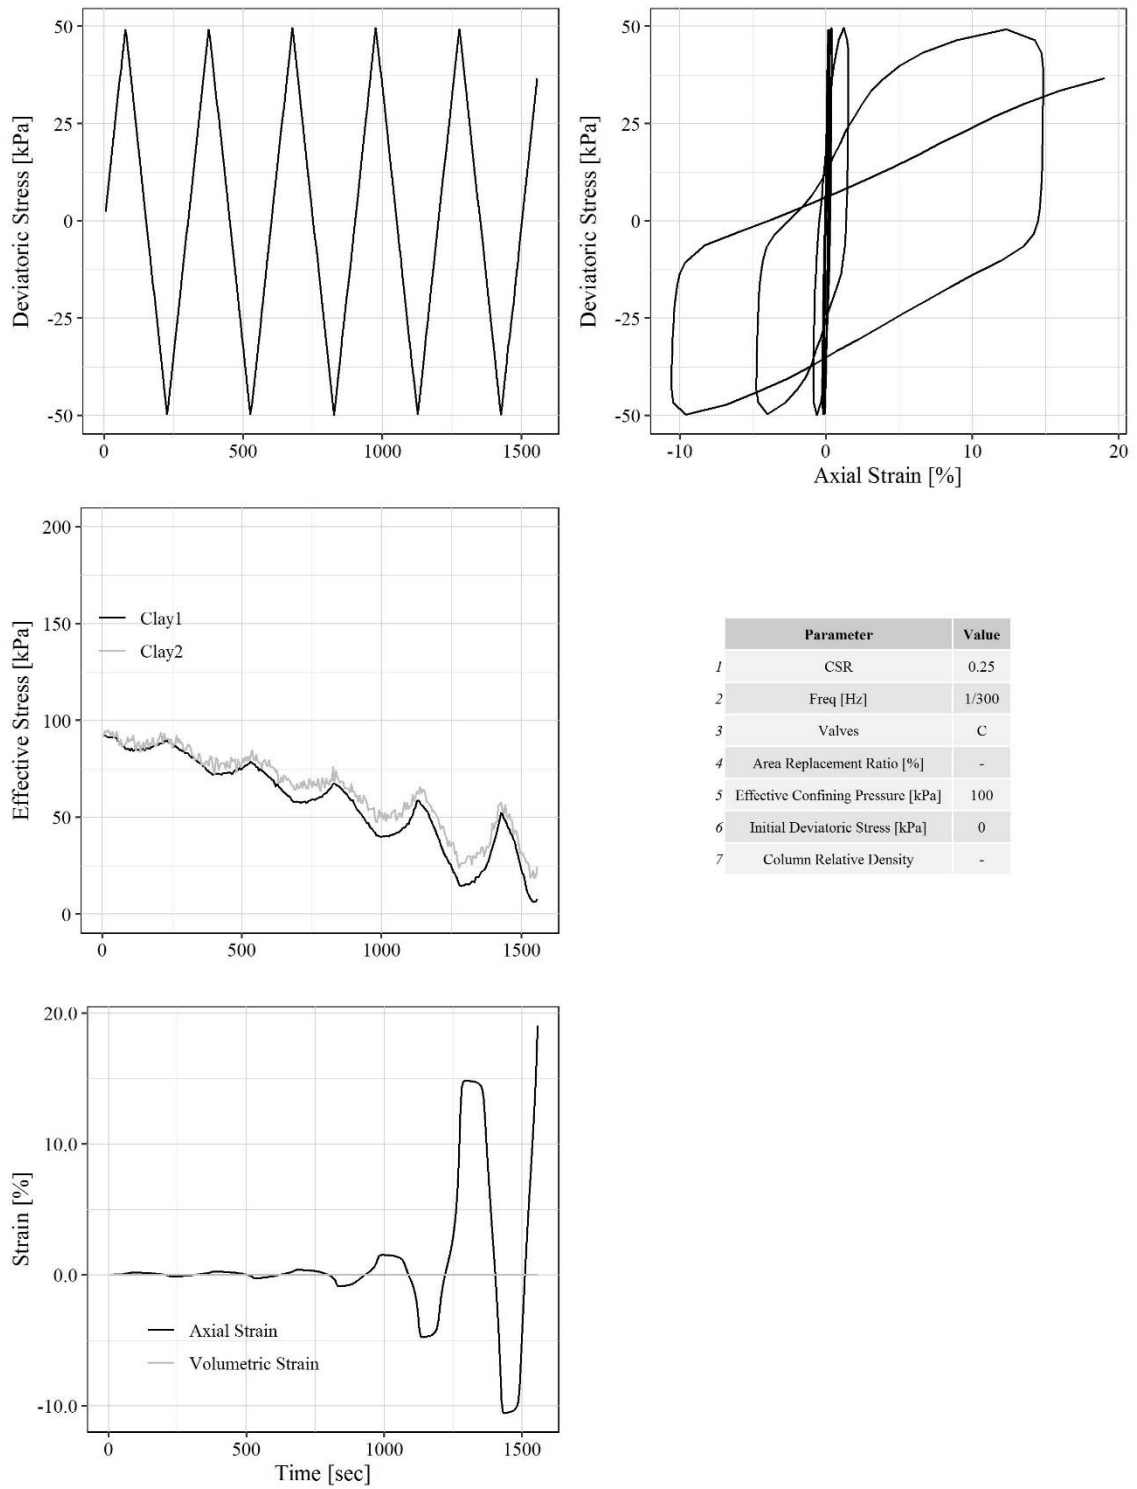 50
25
0
-25
-50
Deviatoric Stress [kPa]
0
500
1000
1500
50
25
0
-25
-50
Deviatoric Stress [kPa]
-10
0
10
20
Axial Strain [%]
200
150
100
50
0
Effective Stress [kPa]
Clay1
Clay2
0
500
1000
1500
Parameter Value
1 CSR 0.25
2 Freq [Hz] 1/300
3 Valves C
4 Area Replacement Ratio [%] -
5 Effective Confining Pressure [kPa] 100
6 Initial Deviatoric Stress [kPa] 0
7 Column Relative Density -
20.0
10.0
0.0
-10.0
Strain [%]
Axial Strain
Volumetric Strain
0
500
1000
1500
Time [sec]